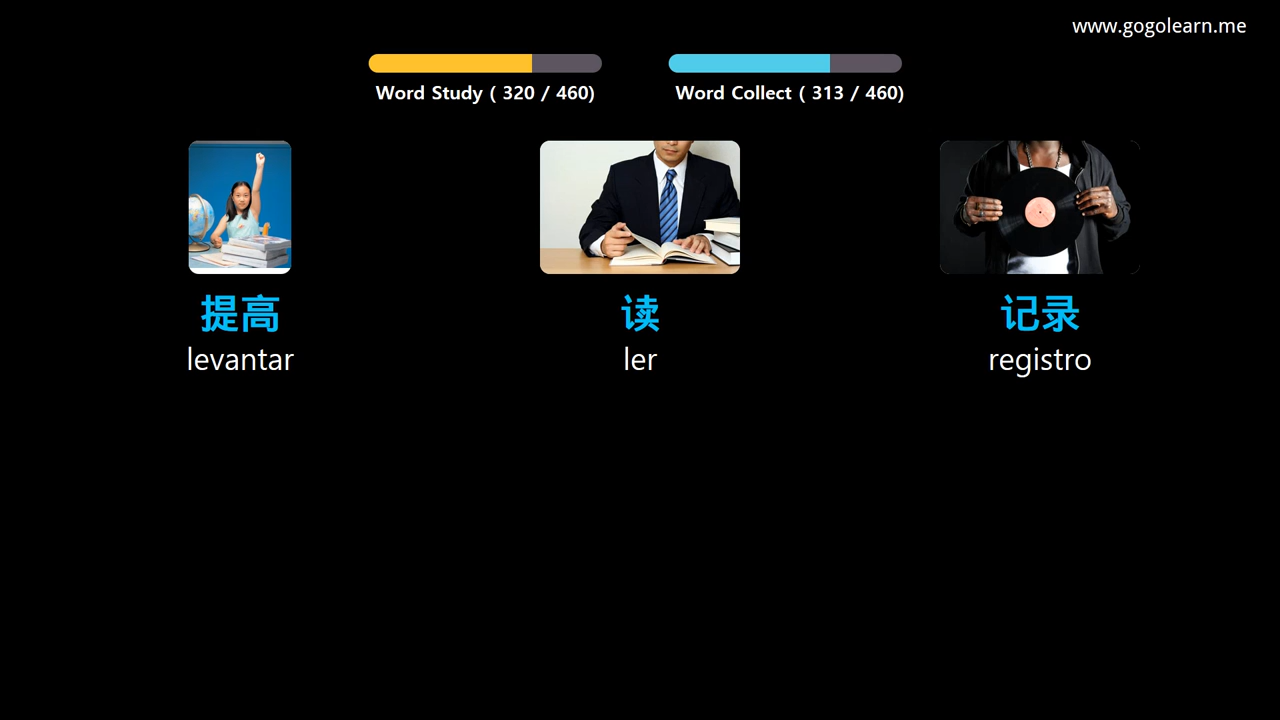 www.gogolearn.me
Word Study ( 320 / 460)
Word Collect ( 313 / 460)
提高
levantar
读
ler
记录
registro